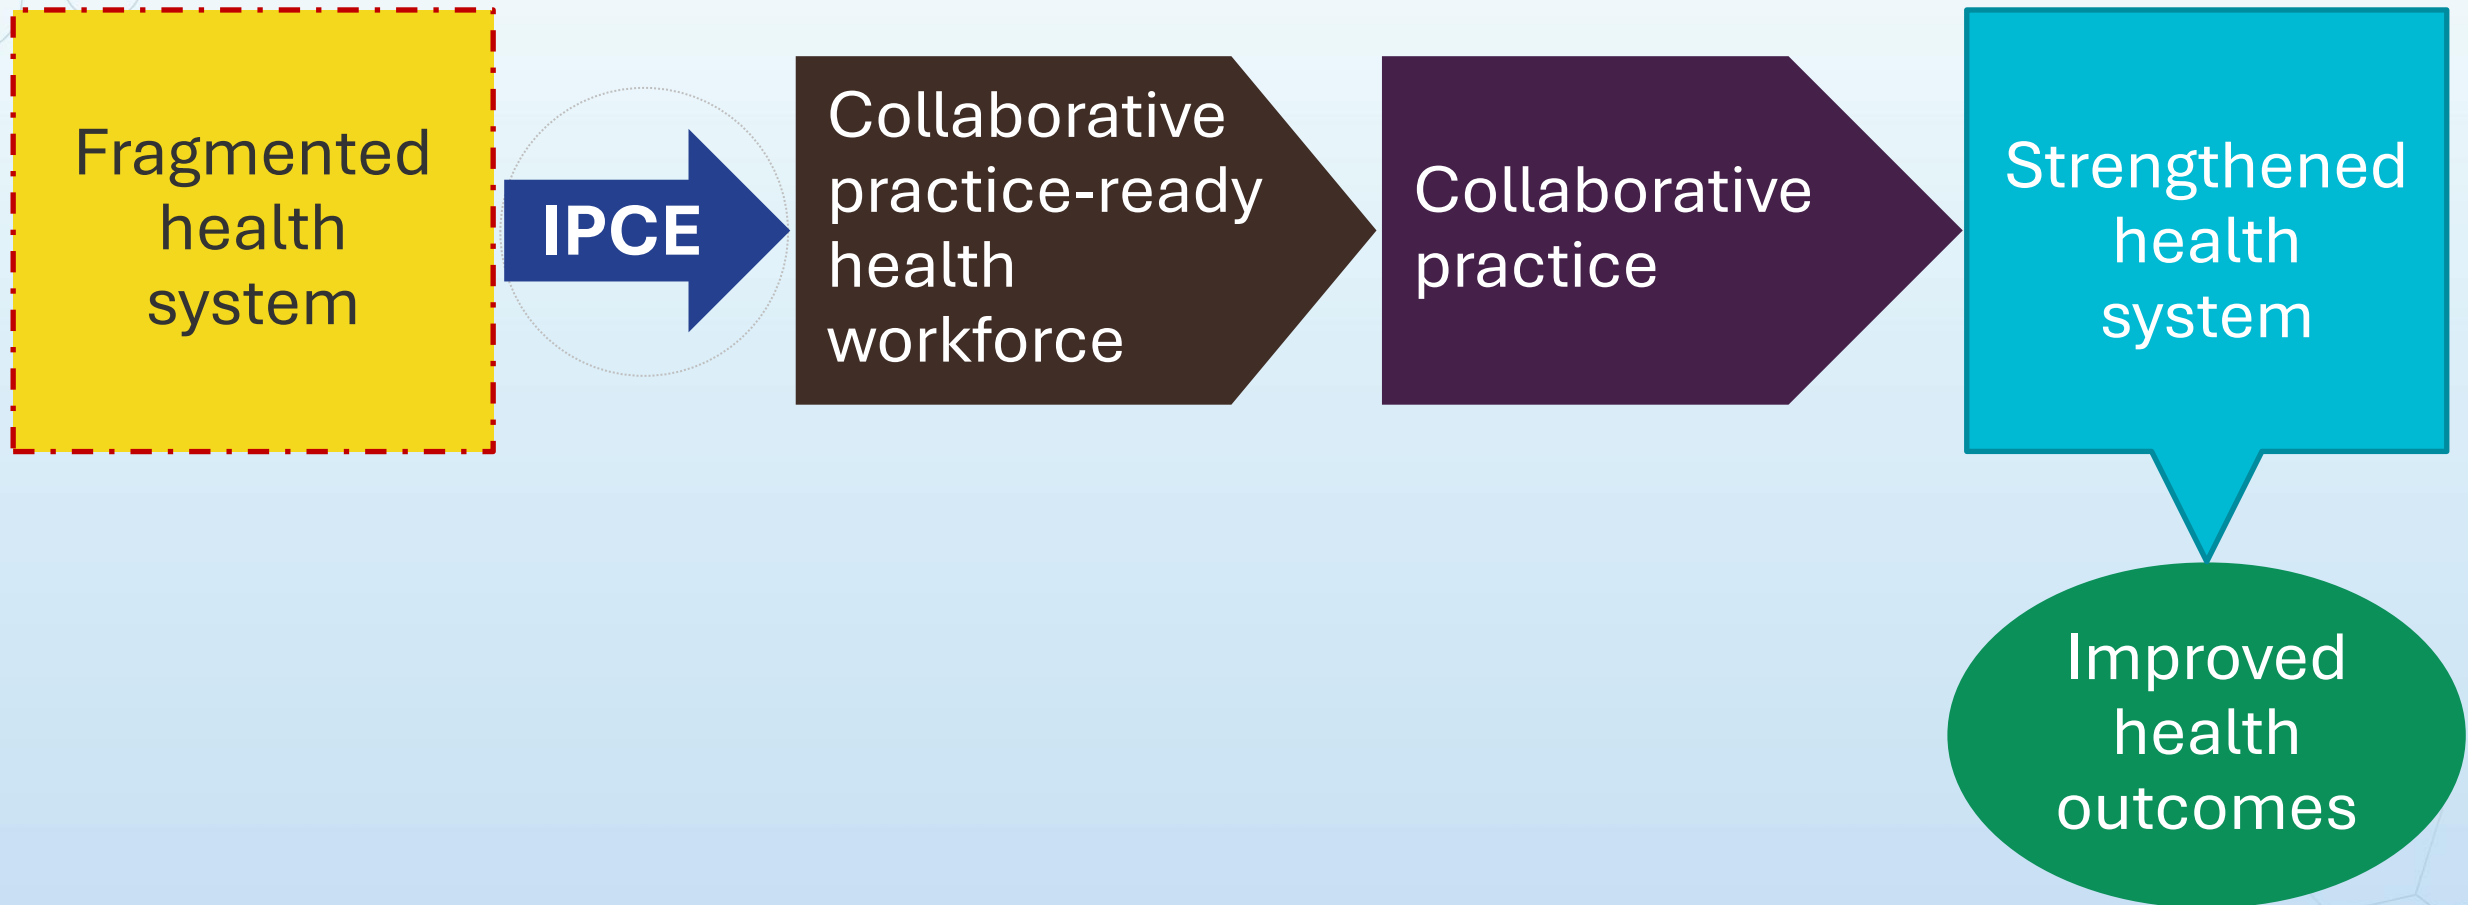 Fragmented
health
system
IPCE
Collaborative
practice-ready
health
workforce
Collaborative
practice
Strengthened
health
system
Improved
health
outcomes